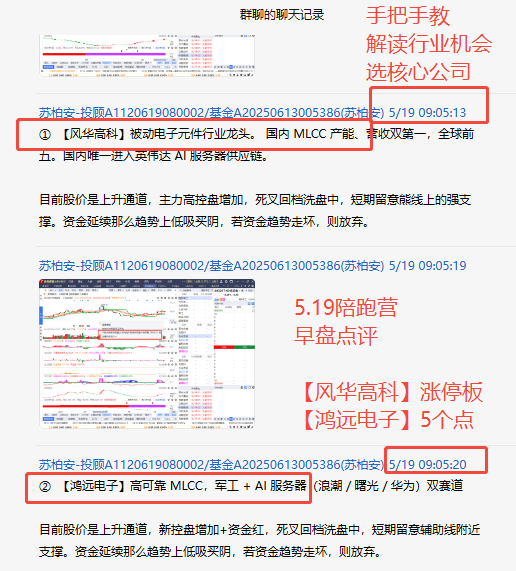 群聊的聊天记录
手把手教
解读行业机会
选核心公司
苏柏安-投顾A1120619080002/基金A20250613005386(苏柏安) 5/19 09:05:13
① 【风华高科】被动电子元件行业龙头。 国内 MLCC 产能、营收双第一，全球前
五。国内唯一进入英伟达 AI 服务器供应链。
目前股价是上升通道，主力高控盘增加，死叉回档洗盘中，短期留意能线上的强支
撑。资金延续那么趋势上低吸买阴，若资金趋势走坏，则放弃。
苏柏安-投顾A1120619080002/基金A20250613005386(苏柏安) 5/19 09:05:19
5.19陪跑营
早盘点评
【风华高科】涨停板
【鸿远电子】5个点
苏柏安-投顾A1120619080002/基金A20250613005386(苏柏安) 5/19 09:05:20
② 【鸿远电子】高可靠 MLCC，军工 + AI 服务器（浪潮 / 曙光 / 华为）双赛道
目前股价是上升通道，新控盘增加+资金红，死叉回档洗盘中，短期留意辅助线附近
支撑。资金延续那么趋势上低吸买阴，若资金趋势走坏，则放弃。